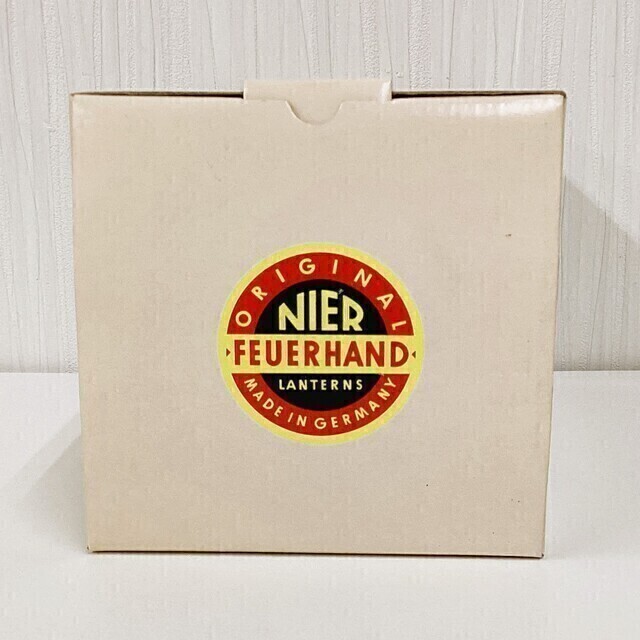 ORIGINAL
NIER
FEUERHAND
LANTERNS
MADE IN GERMANY